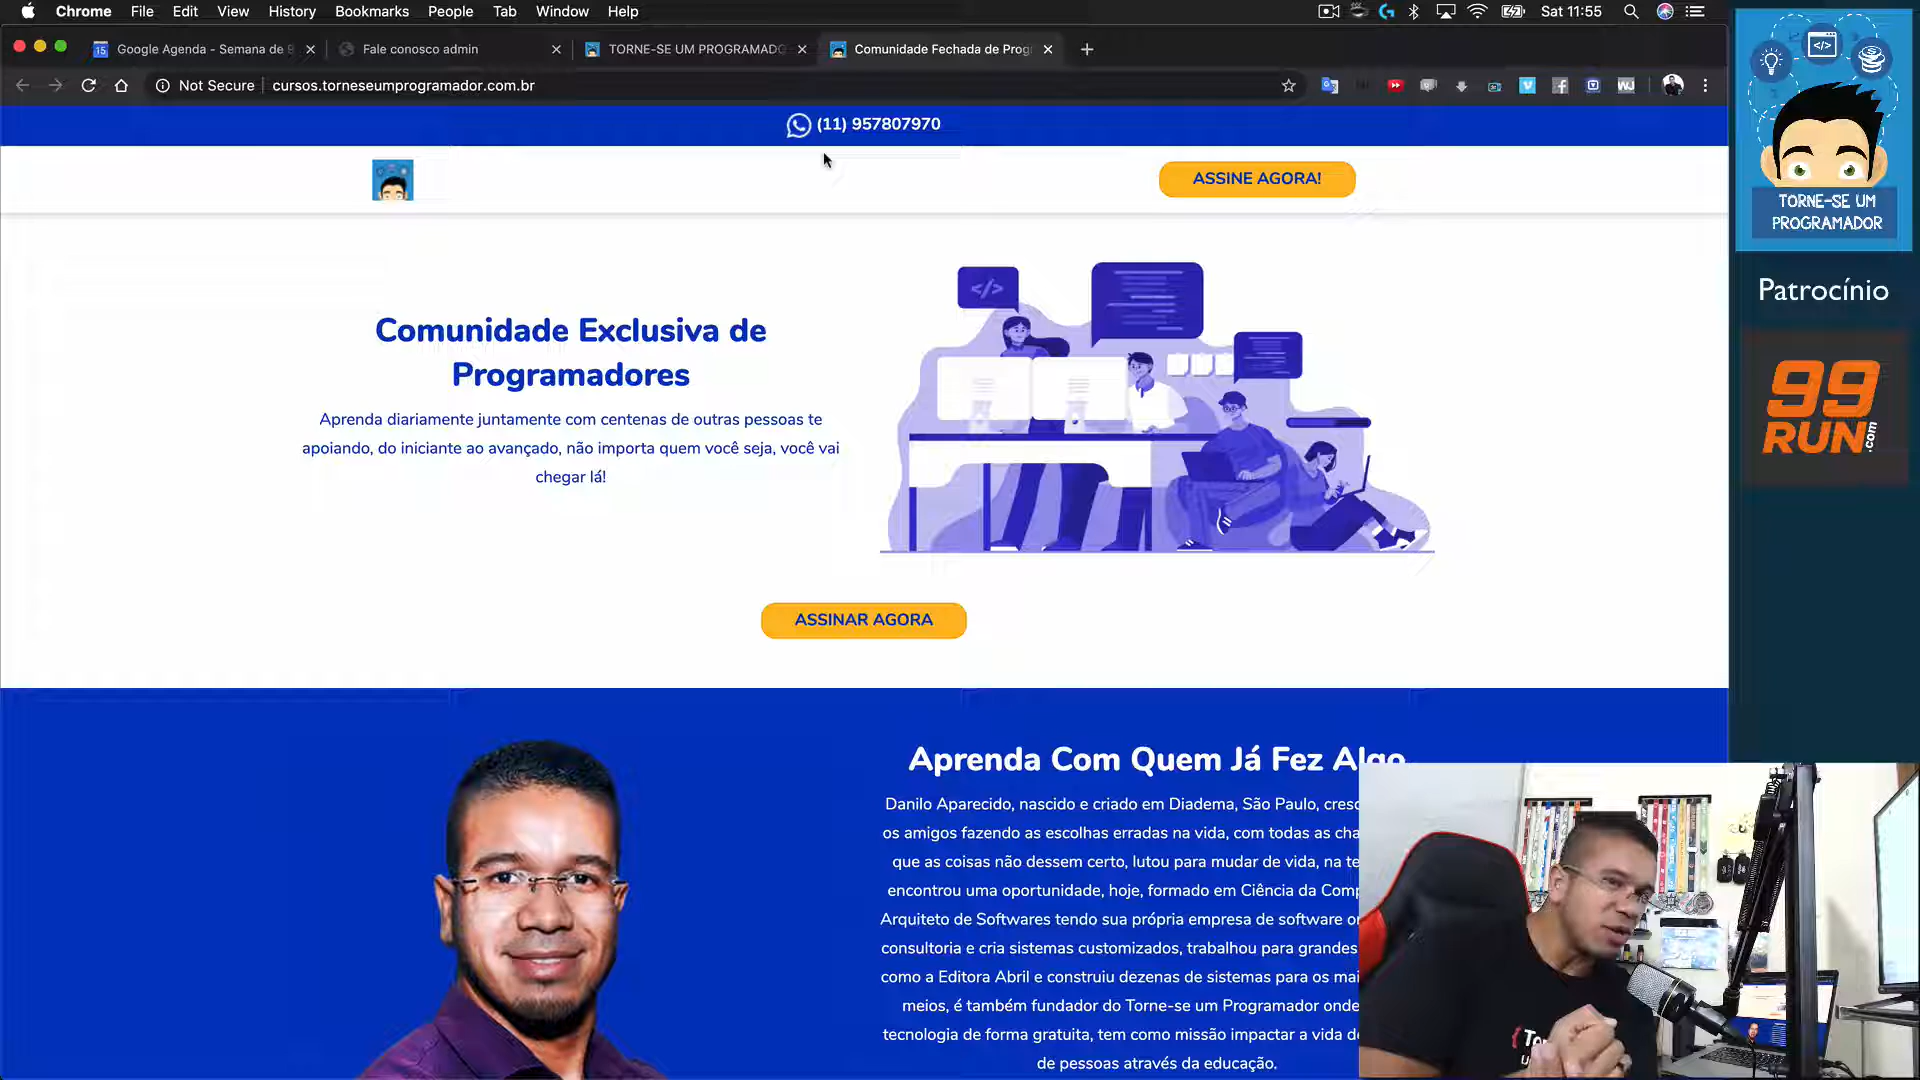 Chrome File Edit View History Bookmarks People Tab Window Help
Sat 11:55
Google Agenda - Semana de
Fale conosco admin
TORNE-SE UM PROGRAMADO
Comunidade Fechada de Prog
Not Secure
cursos.torneseumprogramador.com.br
(11) 957807970
ASSINE AGORA!
Comunidade Exclusiva de
Programadores
Aprenda diariamente juntamente com centenas de outras pessoas te
apoiando, do iniciante ao avançado, não importa quem você seja, você vai
chegar lá!
</>
ASSINAR AGORA
Aprenda Com Quem Já Fez Algo
Danilo Aparecido, nascido e criado em Diadema, São Paulo, cresc
os amigos fazendo as escolhas erradas na vida, com todas as cha
que as coisas não dessem certo, lutou para mudar de vida, na te
encontrou uma oportunidade, hoje, formado em Ciência da Comp
Arquiteto de Softwares tendo sua própria empresa de software on
consultoria e cria sistemas customizados, trabalhou para grandes
como a Editora Abril e construiu dezenas de sistemas para os mai
meios, é também fundador do Torne-se um Programador onde
tecnologia de forma gratuita, tem como missão impactar a vida de
de pessoas através da educação.
</>
TORNE-SE UM
PROGRAMADOR
Patrocínio
99
RUN.com